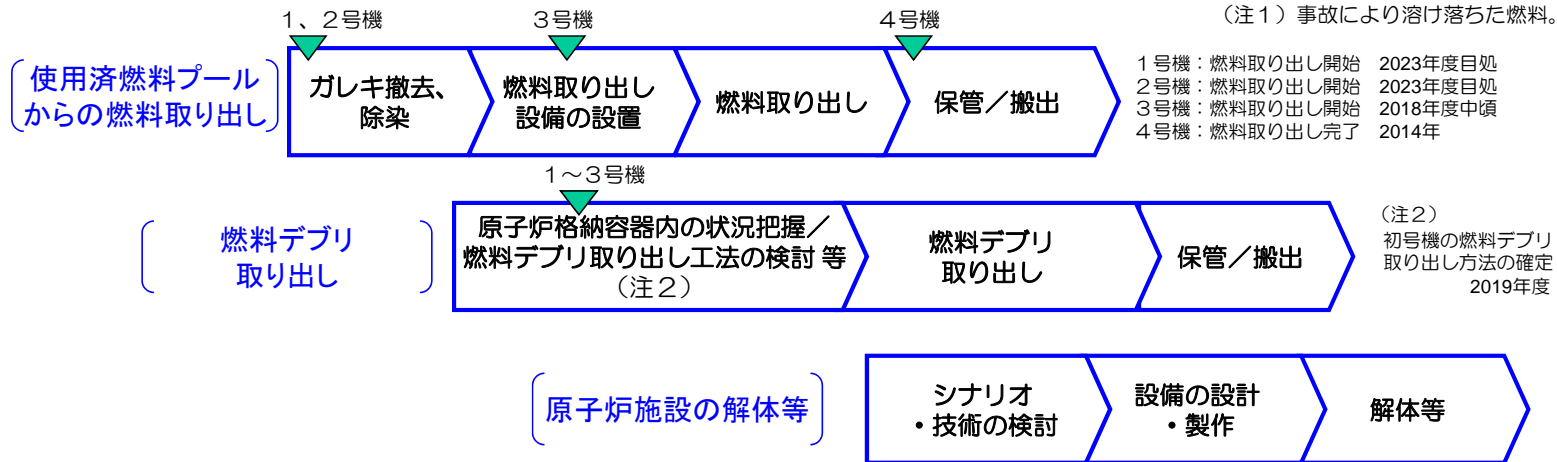 （注１）事故により溶け落ちた燃料。
１、２号機
３号機
４号機
使用済燃料プール
からの燃料取り出し
ガレキ撤去、
除染
燃料取り出し
設備の設置
燃料取り出し
保管／搬出
１号機：燃料取り出し開始　2023年度目処
２号機：燃料取り出し開始　2023年度目処
３号機：燃料取り出し開始　2018年度中頃
４号機：燃料取り出し完了　2014年
１～３号機
燃料デブリ
取り出し
原子炉格納容器内の状況把握／
燃料デブリ取り出し工法の検討 等
（注２）
燃料デブリ
取り出し
保管／搬出
（注２）
初号機の燃料デブリ
取り出し方法の確定
2019年度
原子炉施設の解体等
シナリオ
・技術の検討
設備の設計
・製作
解体等